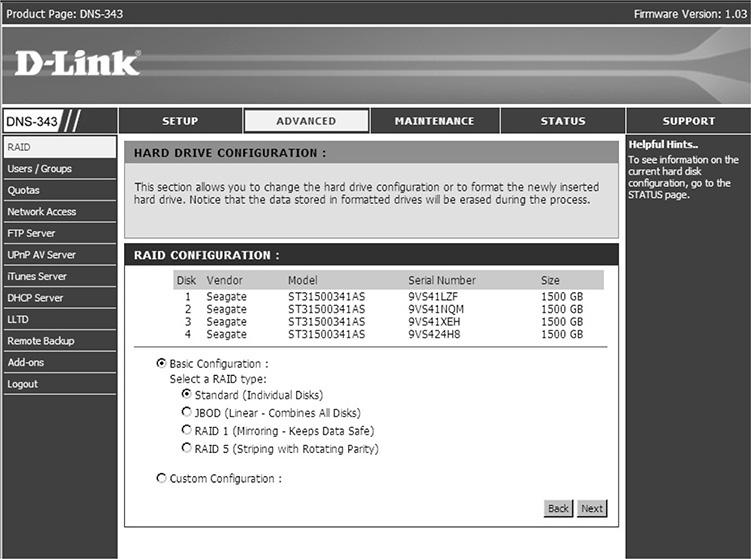 Product Page: DNS-343 Firmware Version: 1.03
D-Link®
DNS-343 SETUP ADVANCED MAINTENANCE STATUS SUPPORT
RAID
Users / Groups
Quotas
Network Access
FTP Server
UPnP AV Server
iTunes Server
DHCP Server
LLTD
Remote Backup
Add-ons
Logout
HARD DRIVE CONFIGURATION :
This section allows you to change the hard drive configuration or to format the newly inserted
hard drive. Notice that the data stored in formatted drives will be erased during the process.
RAID CONFIGURATION :
Disk Vendor Model Serial Number Size
1 Seagate ST31500341AS 9VS41LZF 1500 GB
2 Seagate ST31500341AS 9VS41NQM 1500 GB
3 Seagate ST31500341AS 9VS41XEH 1500 GB
4 Seagate ST31500341AS 9VS424H8 1500 GB
Basic Configuration :
Select a RAID type:
Standard (Individual Disks)
JBOD (Linear - Combines All Disks)
RAID 1 (Mirroring - Keeps Data Safe)
RAID 5 (Striping with Rotating Parity)
Custom Configuration :
Back Next
Helpful Hints..
To see information on the
current hard disk
configuration, go to the
STATUS page.